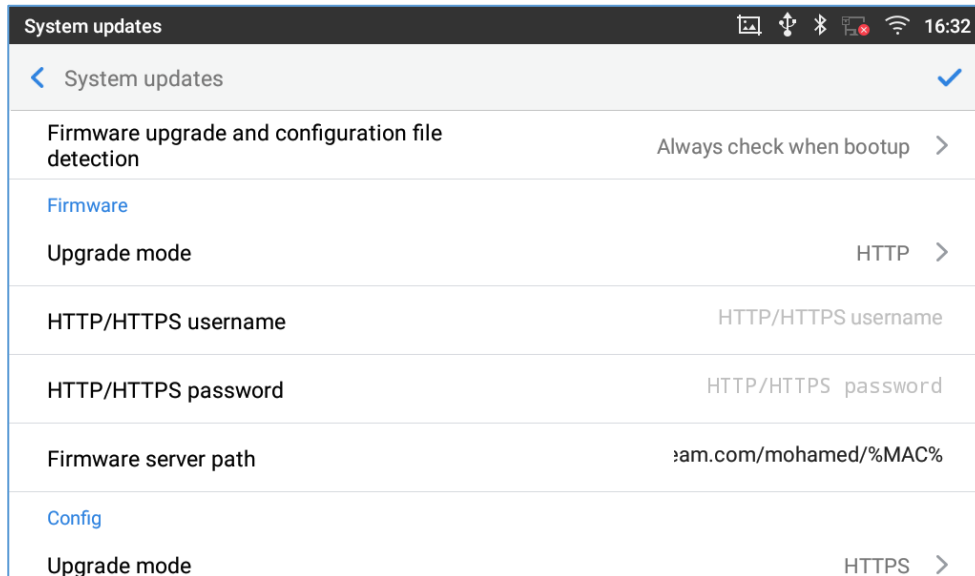 System updates 16:32
System updates
Firmware upgrade and configuration file
detection
Always check when bootup
Firmware
Upgrade mode HTTP
HTTP/HTTPS username HTTP/HTTPS username
HTTP/HTTPS password HTTP/HTTPS password
Firmware server path eam.com/mohamed/%MAC%
Config
Upgrade mode HTTPS